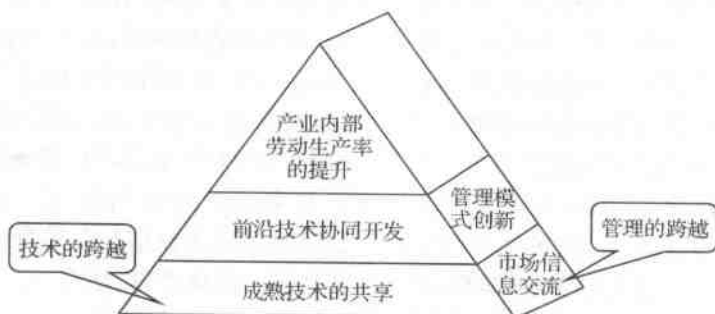 产业内部
劳动生产率
的提升
管理模
式创新
前沿技术协同开发
技术的跨越
管理的跨越
市场信
息交流
成熟技术的共享